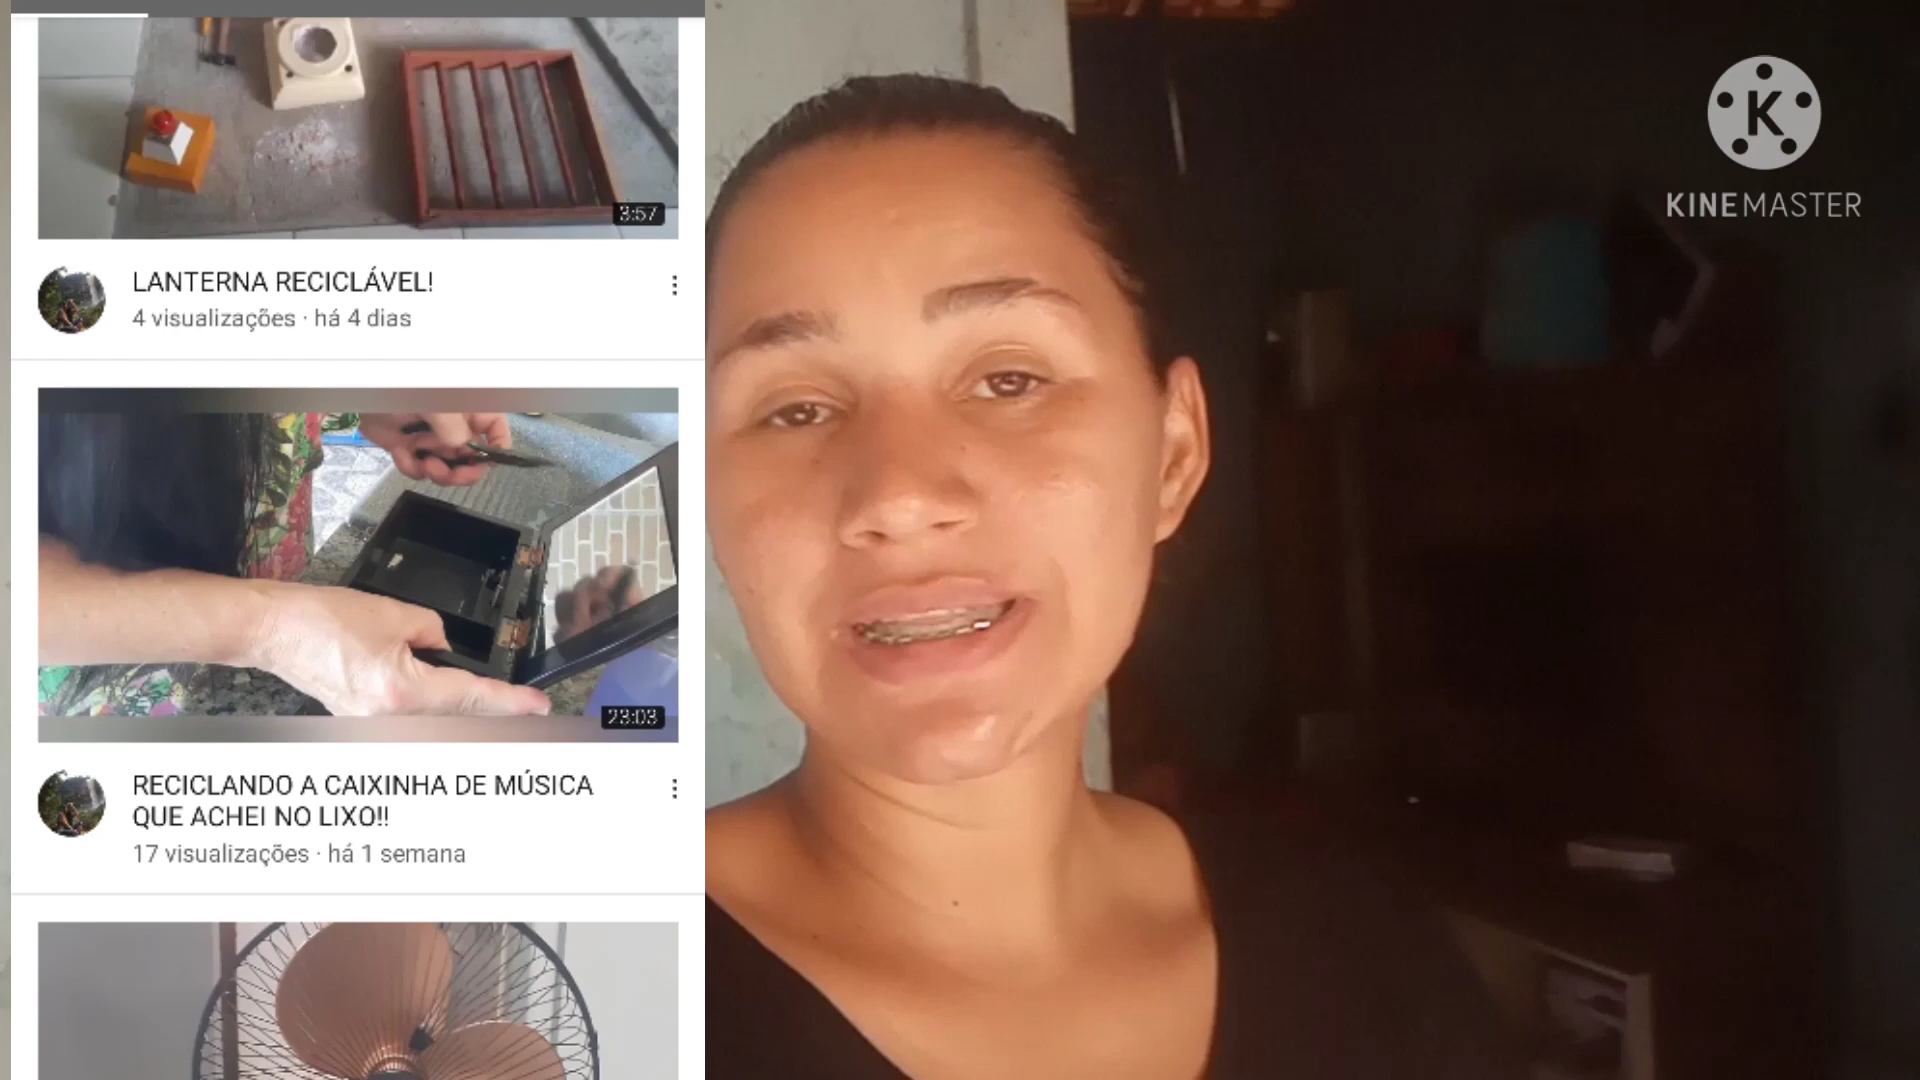 3:57
LANTERNA RECICLÁVEL!
4 visualizações · há 4 dias
23:03
RECICLANDO A CAIXINHA DE MÚSICA
QUE ACHEI NO LIXO!!
17 visualizações · há 1 semana
K
KINEMASTER